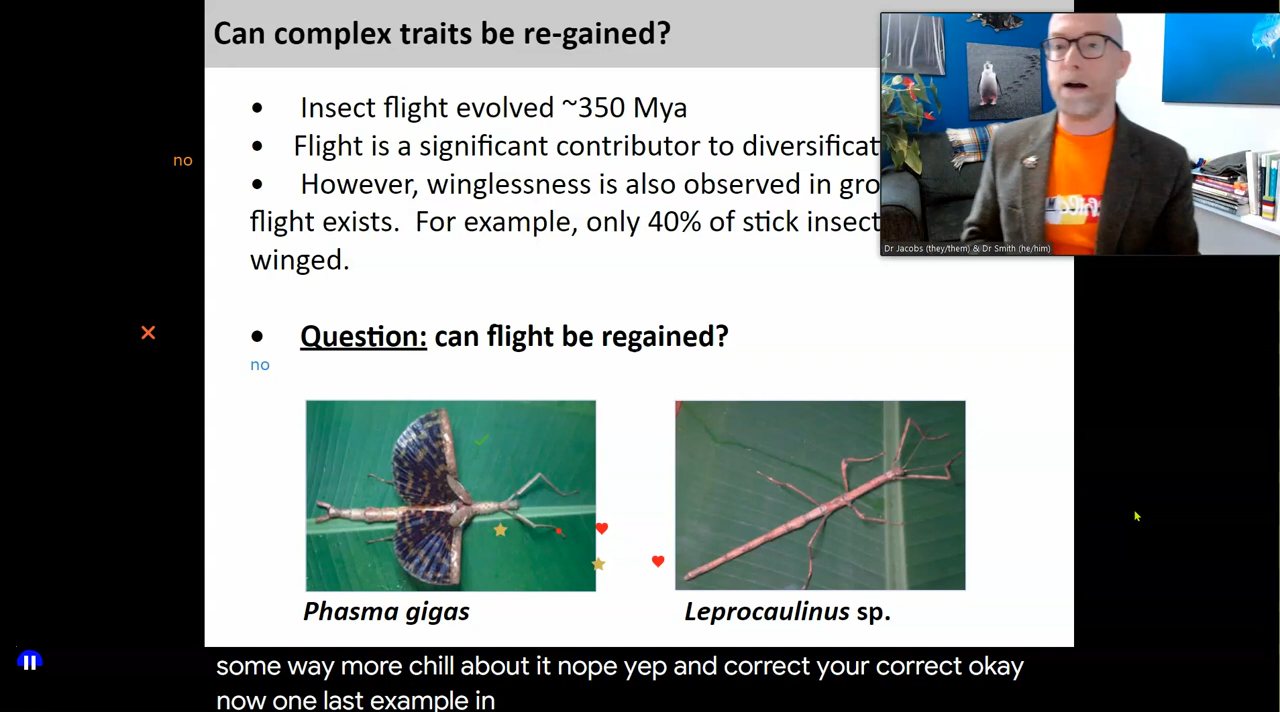 Can complex traits be re-gained?
• Insect flight evolved ~350 Mya
• Flight is a significant contributor to diversificat
no
• However, winglessness is also observed in gro
flight exists. For example, only 40% of stick insect
winged.
Dr Jacobs (they/them) & Dr Smith (he/him)
• Question: can flight be regained?
no
Phasma gigas
Leprocaulinus sp.
some way more chill about it nope yep and correct your correct okay
now one last example in